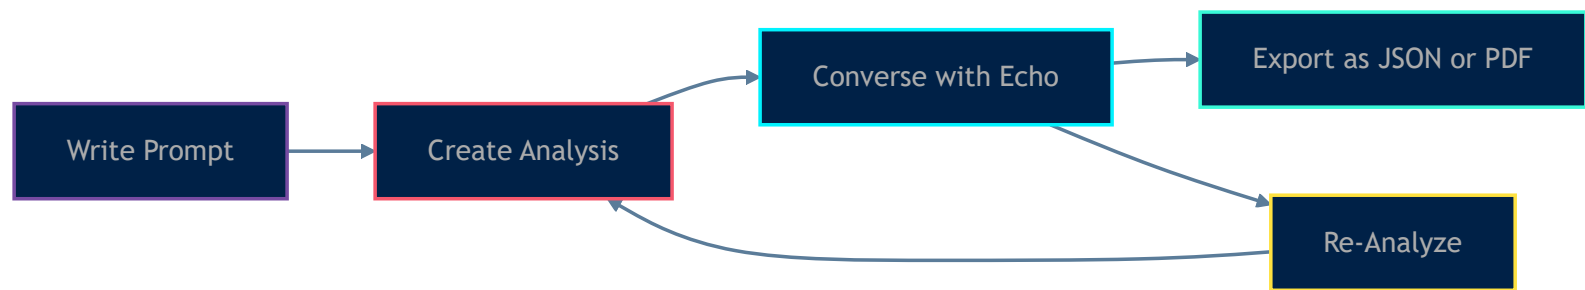 Write Prompt
Create Analysis
Converse with Echo
Export as JSON or PDF
Re-Analyze